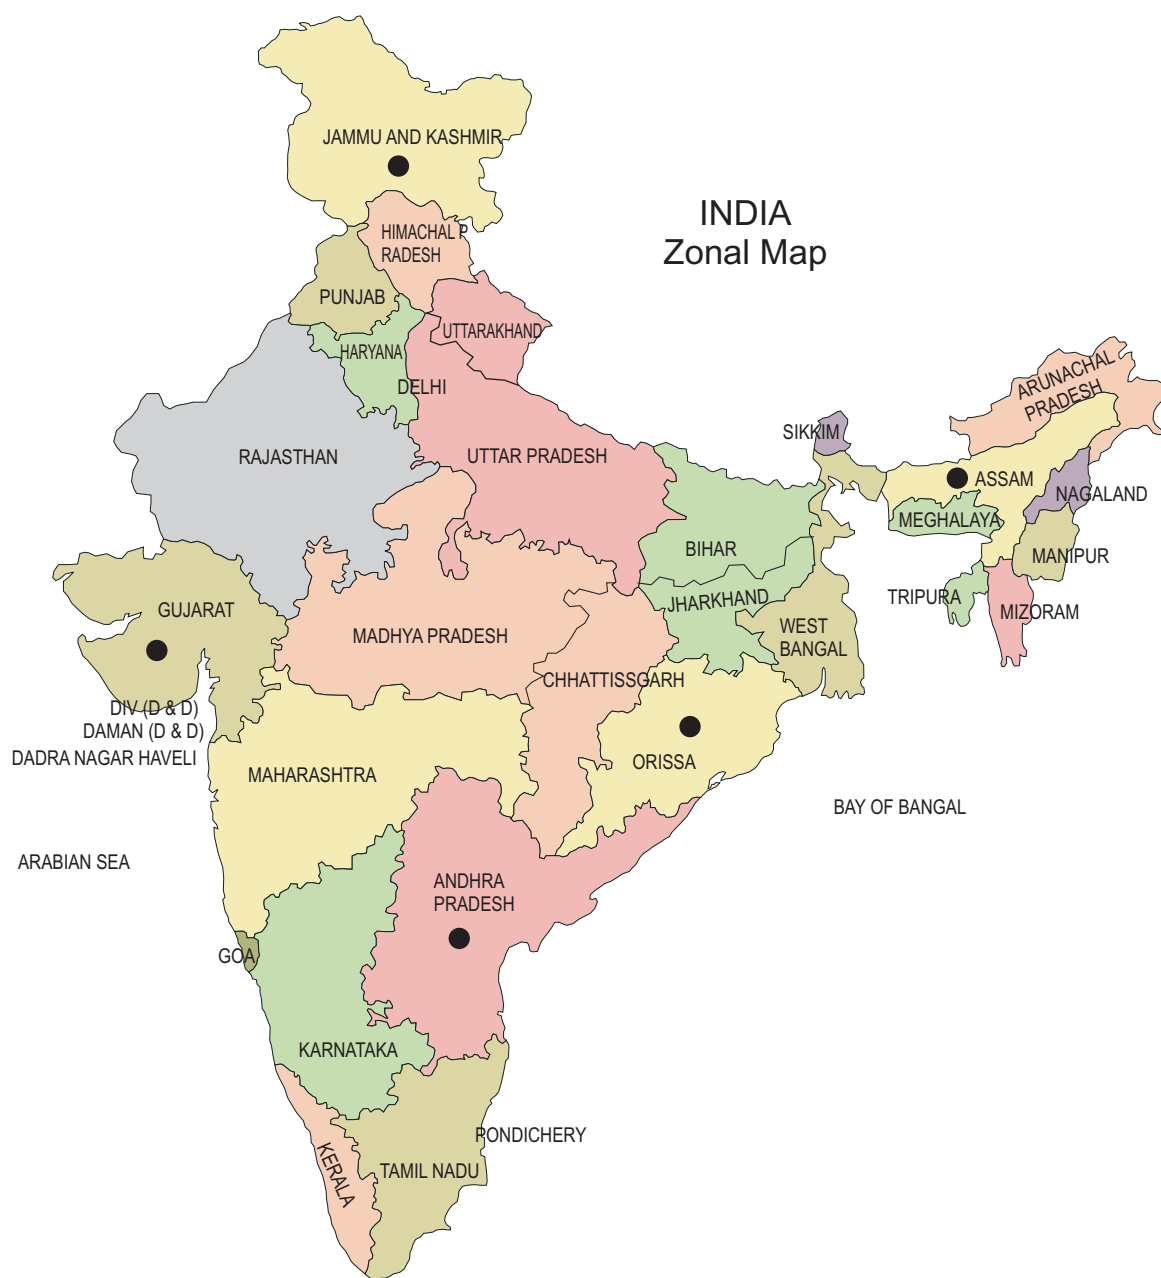 JAMMU AND KASHMIR
INDIA
Zonal Map
HIMACHAL P
RADESH
PUNJAB
UTTARAKHAND
HARYANA
DELHI
ARUNACHAL
PRADESH
SIKKIM
RAJASTHAN
UTTAR PRADESH
ASSAM
NAGALAND
MEGHALAYA
BIHAR
MANIPUR
JHARKHAND
TRIPURA
GUJARAT
MIZORAM
WEST
BANGAL
MADHYA PRADESH
CHHATTISSGARH
DIV (D & D)
DAMAN (D & D)
DADRA NAGAR HAVELI
ORISSA
MAHARASHTRA
BAY OF BANGAL
ARABIAN SEA
ANDHRA
PRADESH
GOA
KARNATAKA
PONDICHERY
KERALA
TAMIL NADU